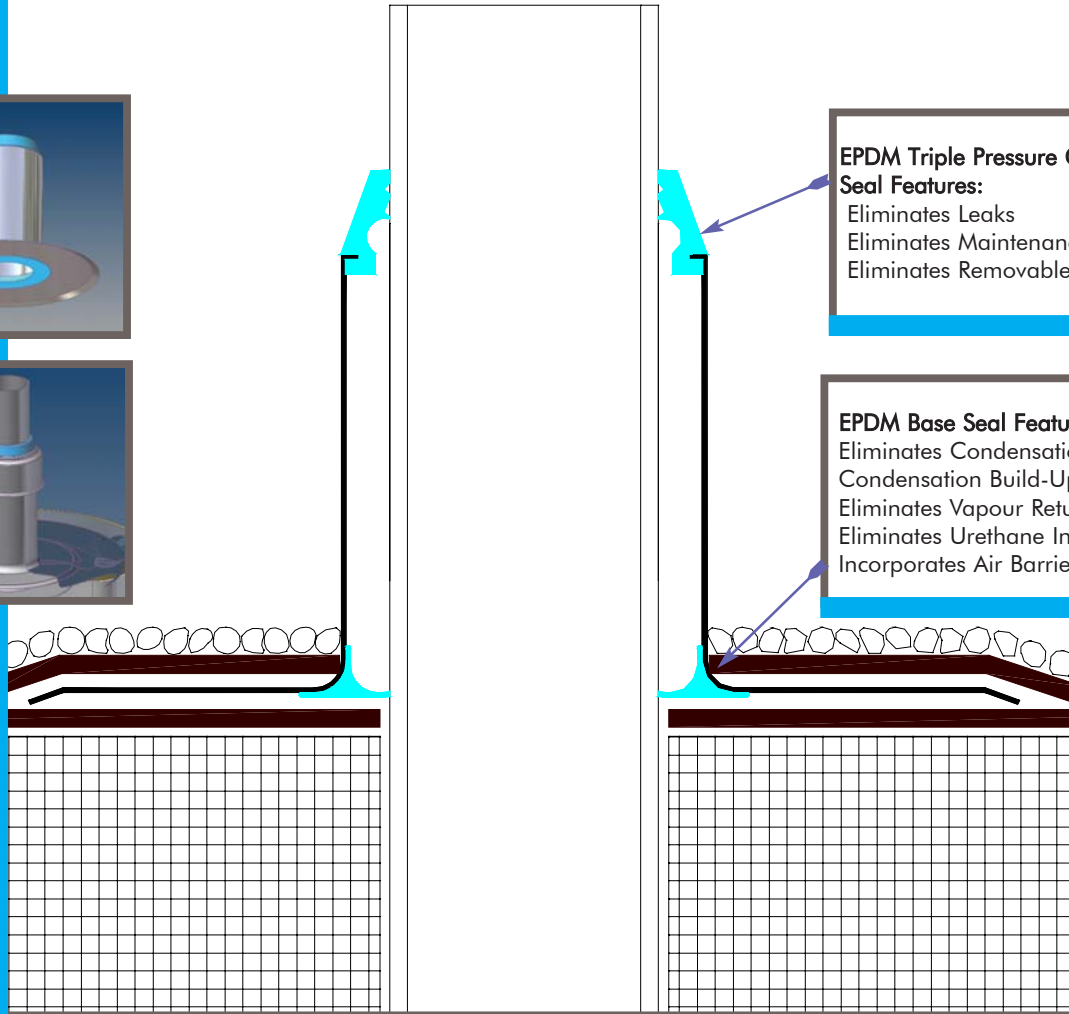 EPDM Triple Pressure
Seal Features:
Eliminates Leaks
Eliminates
Eliminates Removable
EPDM Base Seal
Eliminates
Condensation
Eliminates Vapour
Eliminates Urethane
Incorporates Air